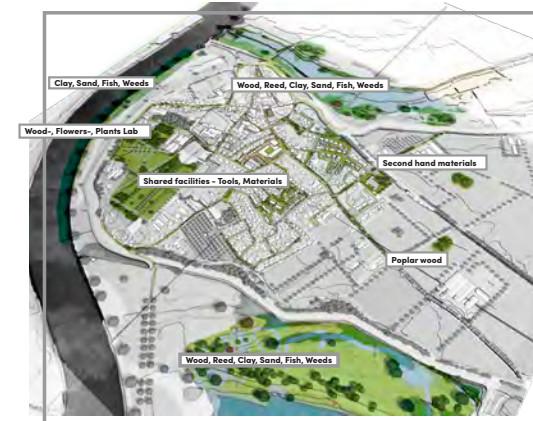 Clay, Sand, Fish, Weeds
Wood, Reed, Clay, Sand, Fish, Weeds
Wood-, Flowers-, Plants Lab
Second hand materials
Shared facilities - Tools, Materials
Poplar wood
Wood, Reed, Clay, Sand, Fish, Weeds